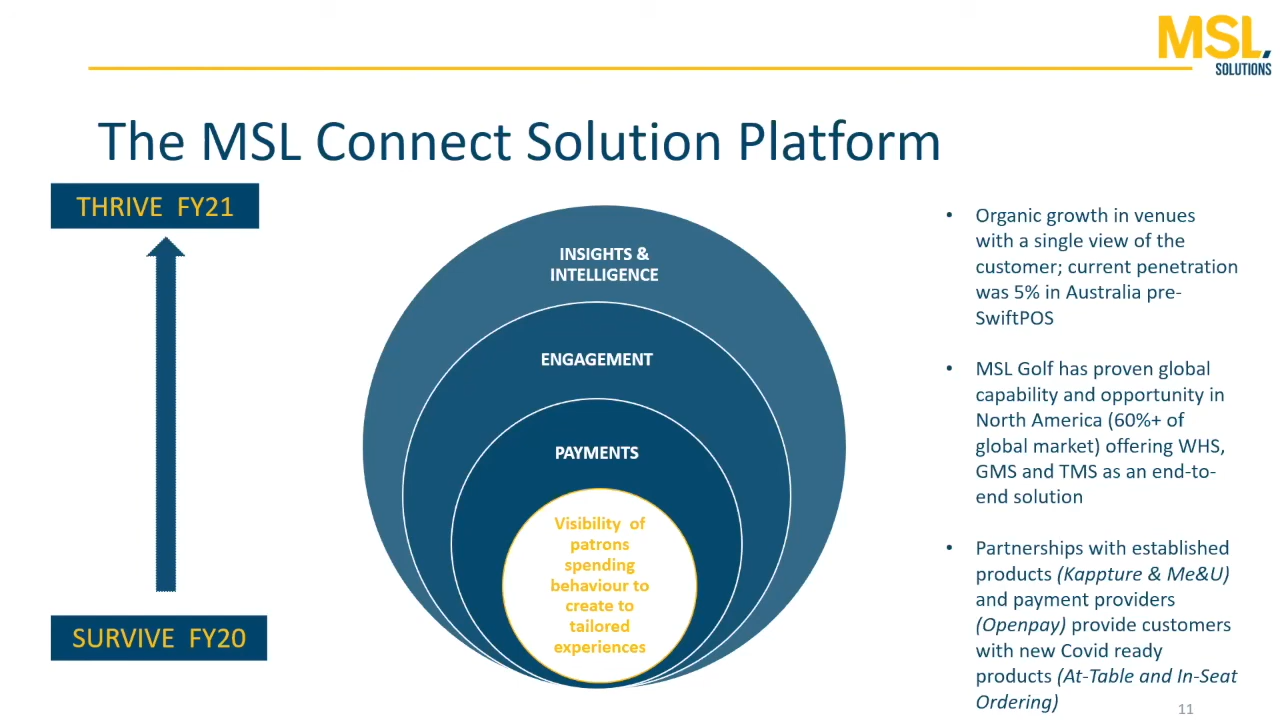 MSL
SOLUTIONS
The MSL Connect Solution Platform
THRIVE FY21
SURVIVE FY20
INSIGHTS &
INTELLIGENCE
ENGAGEMENT
PAYMENTS
Visibility of
patrons
spending
behaviour to
create to
tailored
experiences
• Organic growth in venues
with a single view of the
customer; current penetration
was 5% in Australia pre-
SwiftPOS
• MSL Golf has proven global
capability and opportunity in
North America (60%+ of
global market) offering WHS,
GMS and TMS as an end-to-
end solution
• Partnerships with established
products (Kappture & Me&U)
and payment providers
(Openpay) provide customers
with new Covid ready
products (At-Table and In-Seat
Ordering)
11